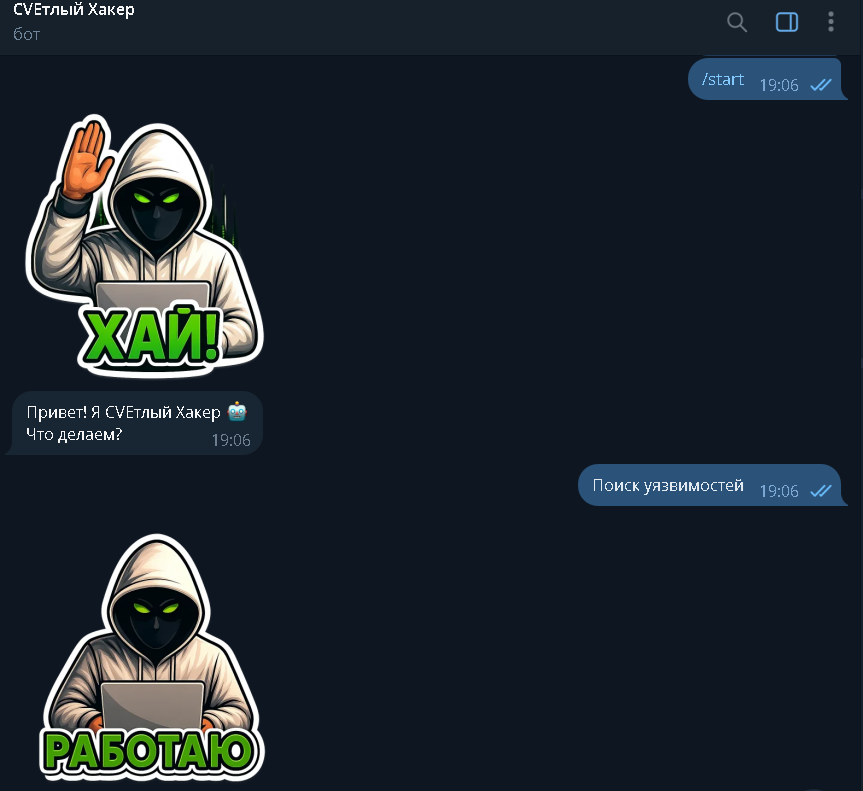 CVEтлый Хакер
бот
/start 19:06
ХАЙ!
Привет! Я CVEтлый Хакер 🤖
Что делаем? 19:06
Поиск уязвимостей 19:06
РАБОТАЮ